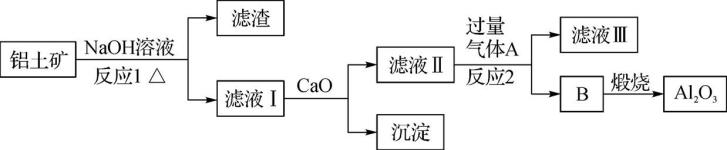 铝土矿
NaOH溶液
反应1 △
滤渣
滤液Ⅰ
CaO
滤液Ⅱ
沉淀
过量
气体A
反应2
滤液Ⅲ
B
煅烧
Al₂O₃